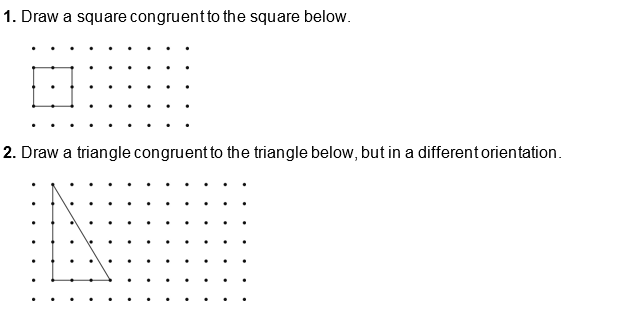 1. Draw a square congruent to the square below.
2. Draw a triangle congruent to the triangle below, but in a different orientation.